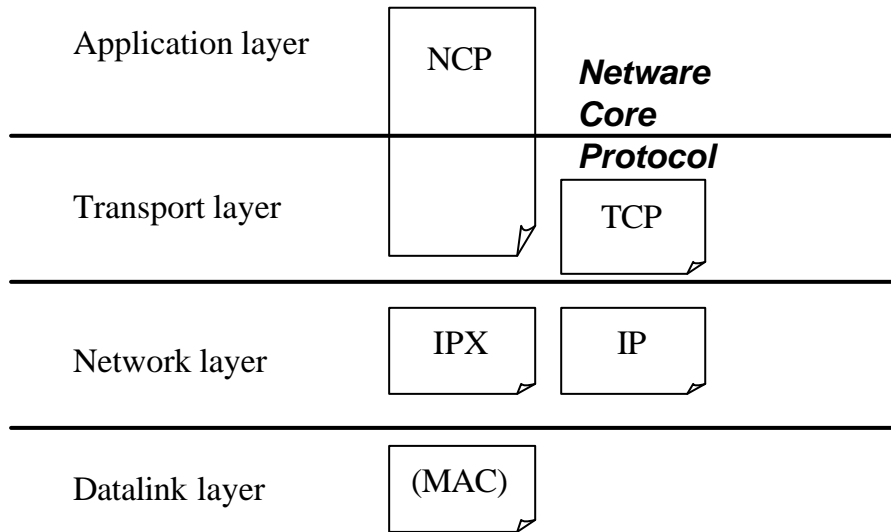 Application layer
NCP
Netware
Core
Protocol
Transport layer
TCP
Network layer
IPX
IP
Datalink layer
(MAC)